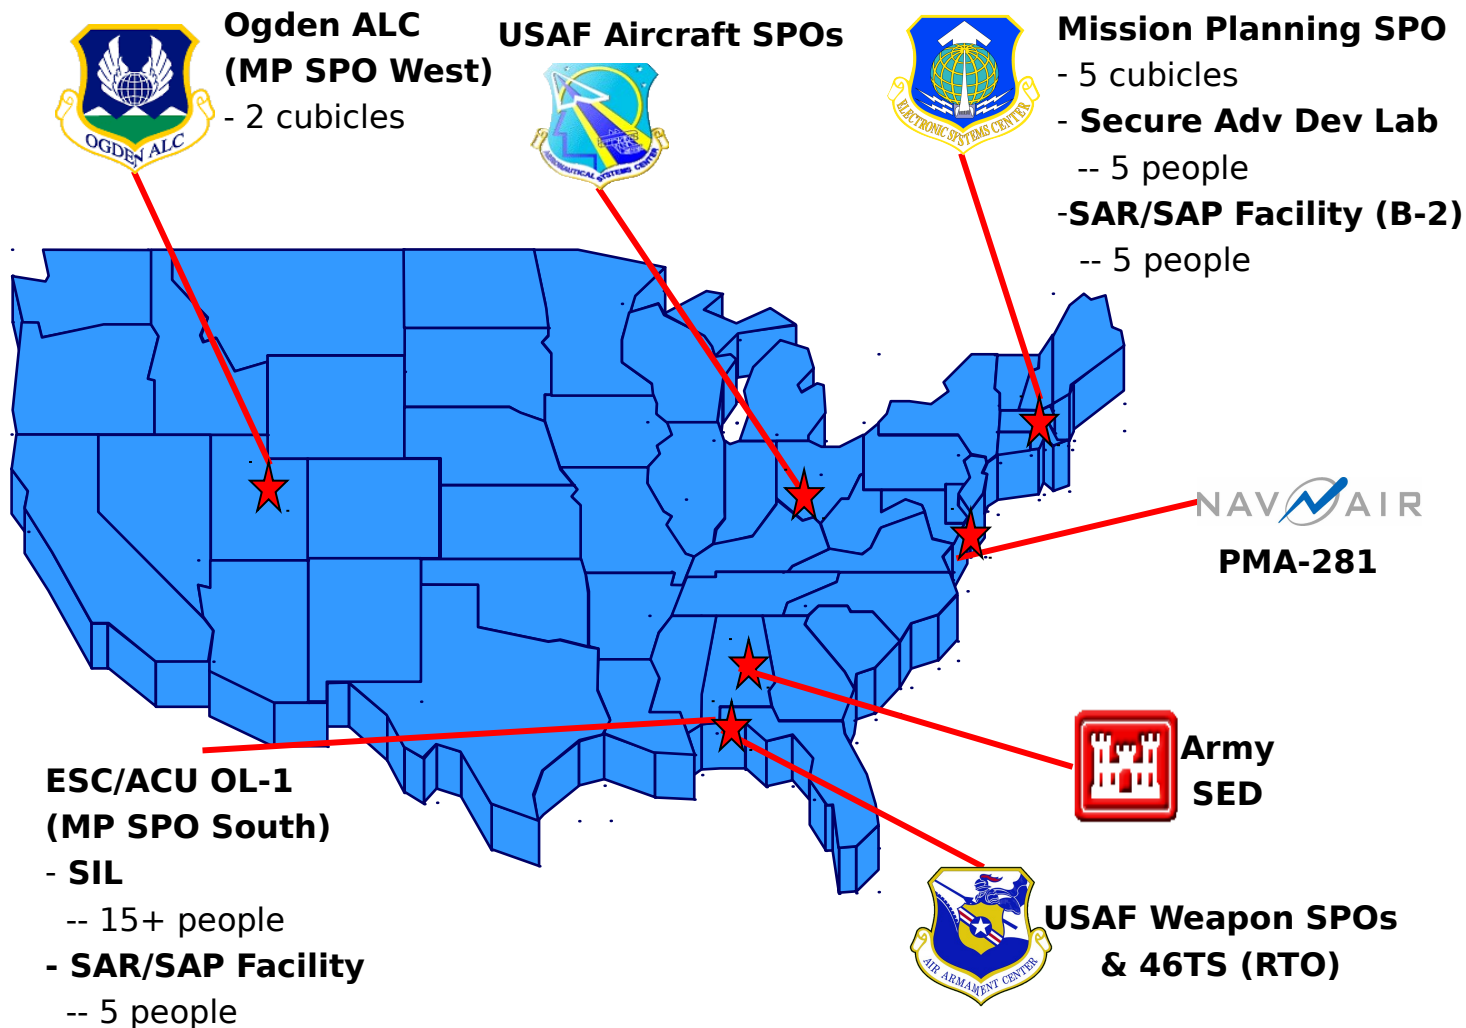 Ogden ALC
(MP SPO West)
- 2 cubicles
OGDEN ALC
USAF Aircraft SPOs
AERONAUTICAL SYSTEMS CENTER
ELECTRONIC SYSTEMS CENTER
Mission Planning SPO
- 5 cubicles
- Secure Adv Dev Lab
-- 5 people
-SAR/SAP Facility (B-2)
-- 5 people
NAVAIR
PMA-281
Army
SED
ESC/ACU OL-1
(MP SPO South)
- SIL
-- 15+ people
- SAR/SAP Facility
-- 5 people
AIR ARMAMENT CENTER
USAF Weapon SPOs
& 46TS (RTO)